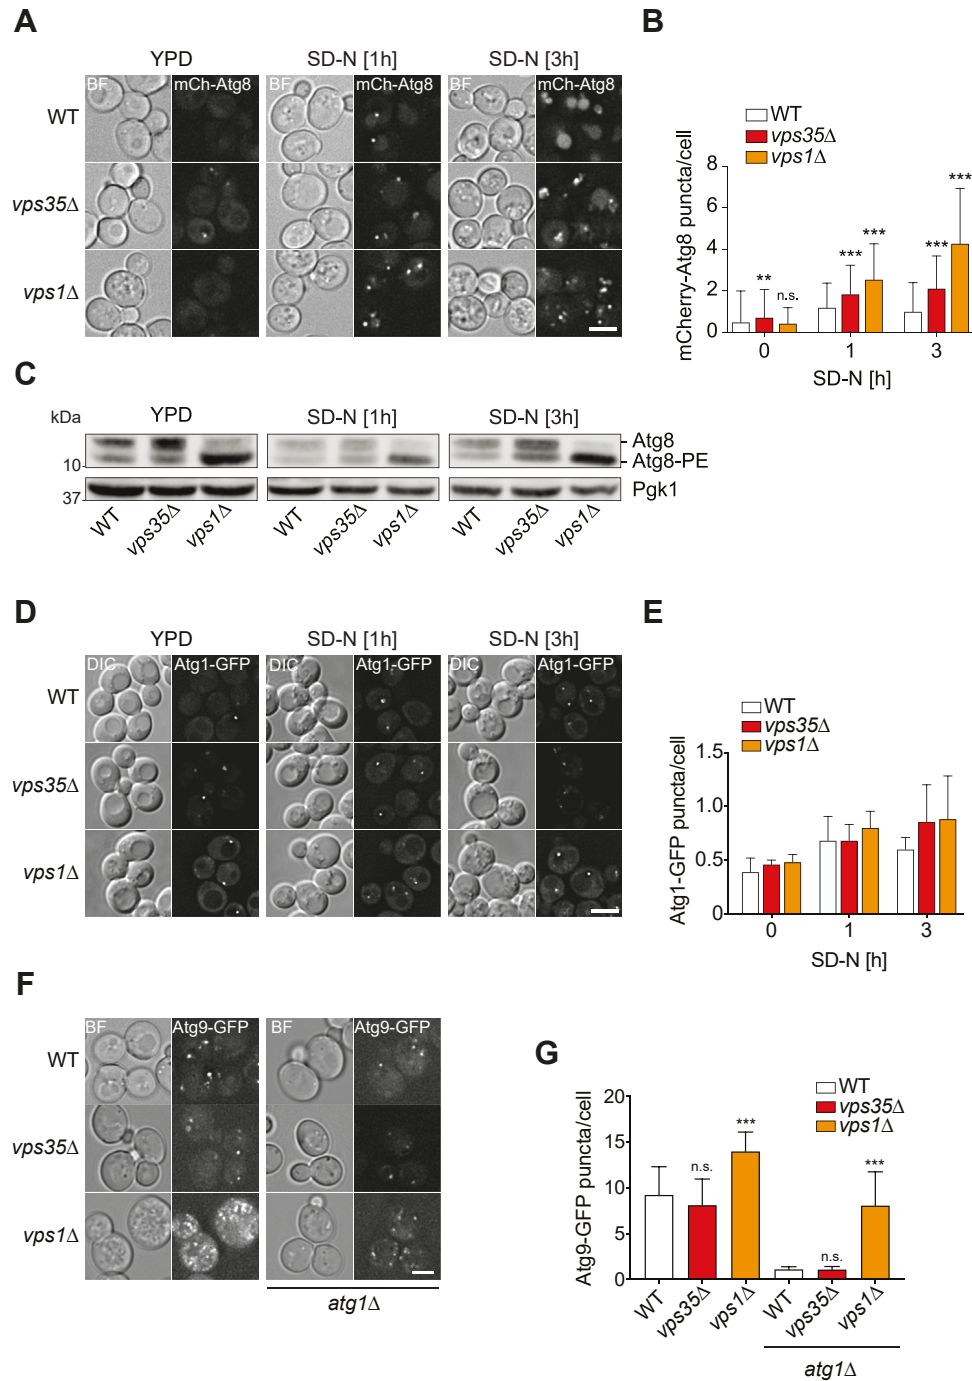 A
YPD
SD-N [1h]
SD-N [3h]
BF
mCh-Atg8
BF
mCh-Atg8
BF
mCh-Atg8
WT
vps35Δ
vps1Δ
B
WT
vps35Δ
vps1Δ
mCherry-Atg8 puncta/cell
8
6
4
2
0
**
n.s.
***
***
***
***
0
1
3
SD-N [h]
C
kDa
YPD
SD-N [1h]
SD-N [3h]
10
37
Atg8
Atg8-PE
Pgk1
WT
vps35Δ
vps1Δ
WT
vps35Δ
vps1Δ
WT
vps35Δ
vps1Δ
D
YPD
SD-N [1h]
SD-N [3h]
DIC
Atg1-GFP
DIC
Atg1-GFP
DIC
Atg1-GFP
WT
vps35Δ
vps1Δ
E
WT
vps35Δ
vps1Δ
Atg1-GFP puncta/cell
1.5
1.0
0.5
0
0
1
3
SD-N [h]
F
BF
Atg9-GFP
BF
Atg9-GFP
WT
vps35Δ
vps1Δ
atg1Δ
G
WT
vps35Δ
vps1Δ
Atg9-GFP puncta/cell
20
15
10
5
0
n.s.
***
n.s.
***
WT
vps35Δ
vps1Δ
WT
vps35Δ
vps1Δ
atg1Δ